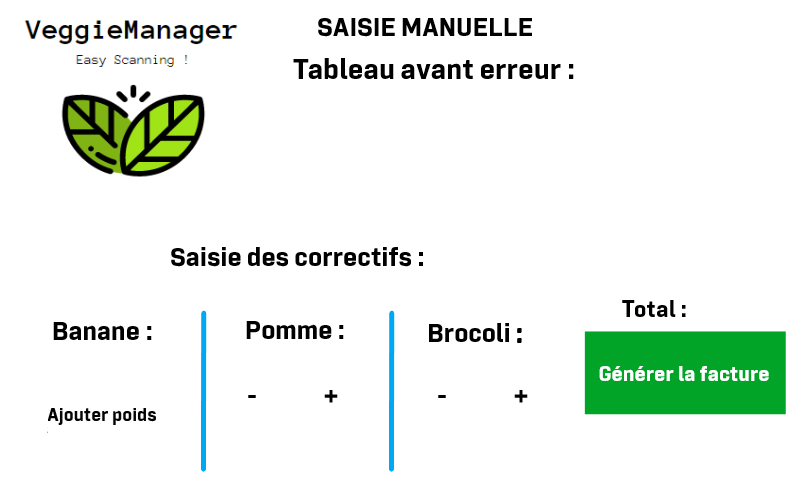 VeggieManager
Easy Scanning !
SAISIE MANUELLE
Tableau avant erreur :
Saisie des correctifs :
Banane :
Ajouter poids
Pomme :
- +
Brocoli :
- +
Total :
Générer la facture